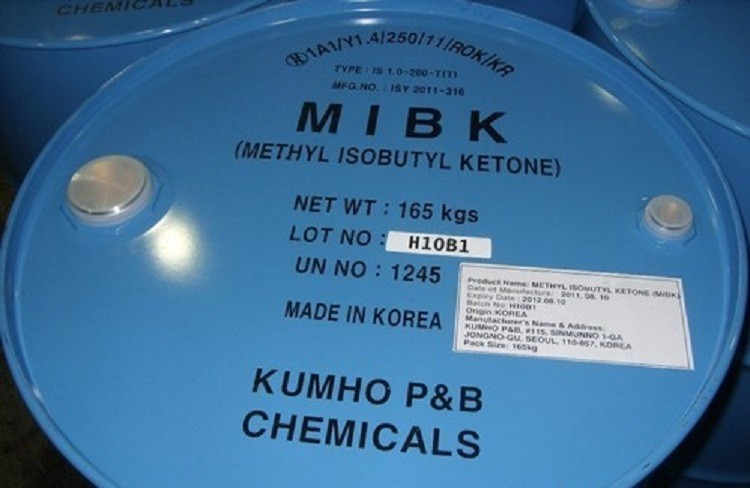 CHEMICALS
1A1/Y1.4/250/11/ROK/KR
TYPE : IS 1.0-200-T(T)
MFG.NO. : ISY 2011-316
MIBK
(METHYL ISOBUTYL KETONE)
NET WT : 165 kgs
LOT NO : H10B1
UN NO : 1245
MADE IN KOREA
Product Name: METHYL ISOBUTYL KETONE (MIBK)
Date of Manufacture: 2011. 08. 10
Expiry Date : 2012.08.10
Batch No: H10B1
Origin:KOREA
Manufacturer's Name & Address:
KUMHO P&B, #115, SINMUNNO 1-GA
JONGNO-GU, SEOUL, 110-857, KOREA
Pack Size: 165kg
KUMHO P&B
CHEMICALS